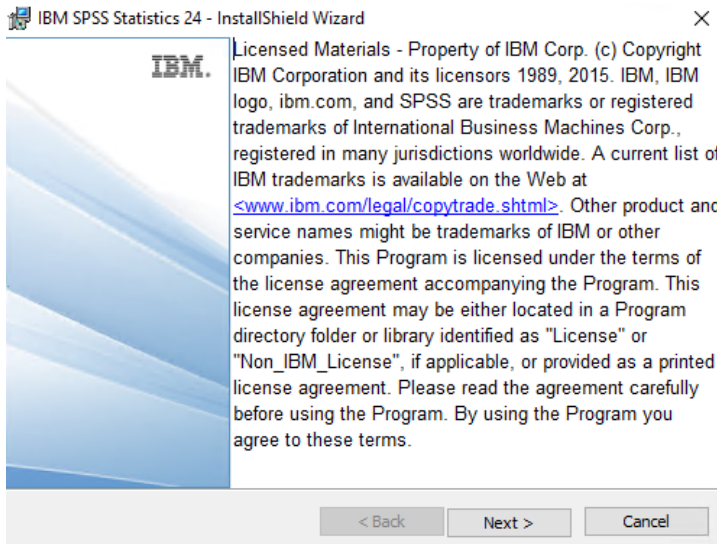 IBM SPSS Statistics 24 - InstallShield Wizard
IBM.
Licensed Materials - Property of IBM Corp. (c) Copyright
IBM Corporation and its licensors 1989, 2015. IBM, IBM
logo, ibm.com, and SPSS are trademarks or registered
trademarks of International Business Machines Corp.,
registered in many jurisdictions worldwide. A current list of
IBM trademarks is available on the Web at
<www.ibm.com/legal/copytrade.shtml>. Other product and
service names might be trademarks of IBM or other
companies. This Program is licensed under the terms of
the license agreement accompanying the Program. This
license agreement may be either located in a Program
directory folder or library identified as "License" or
"Non_IBM_License", if applicable, or provided as a printed
license agreement. Please read the agreement carefully
before using the Program. By using the Program you
agree to these terms.
< Back Next > Cancel